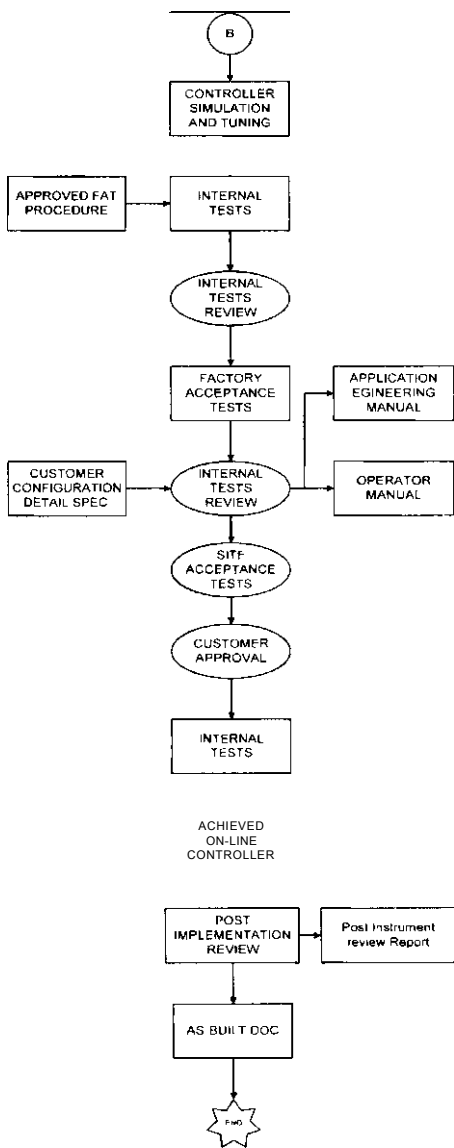 B
CONTROLLER
SIMULATION
AND TUNING
APPROVED FAT
PROCEDURE
INTERNAL
TESTS
INTERNAL
TESTS
REVIEW
FACTORY
ACCEPTANCE
TESTS
APPLICATION
EGINEERING
MANUAL
CUSTOMER
CONFIGURATION
DETAIL SPEC
INTERNAL
TESTS
REVIEW
OPERATOR
MANUAL
SITE
ACCEPTANCE
TESTS
CUSTOMER
APPROVAL
INTERNAL
TESTS
ACHIEVED
ON-LINE
CONTROLLER
POST
IMPLEMENTATION
REVIEW
Post Instrument
review Report
AS BUILT DOC
END